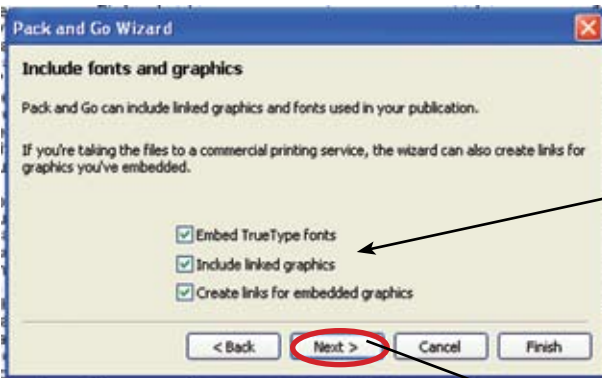 Pack and Go Wizard
Include fonts and graphics
Pack and Go can include linked graphics and fonts used in your publication.
If you're taking the files to a commercial printing service, the wizard can also create links for
graphics you've embedded.
Embed TrueType fonts
Include linked graphics
Create links for embedded graphics
< Back Next > Cancel Finish